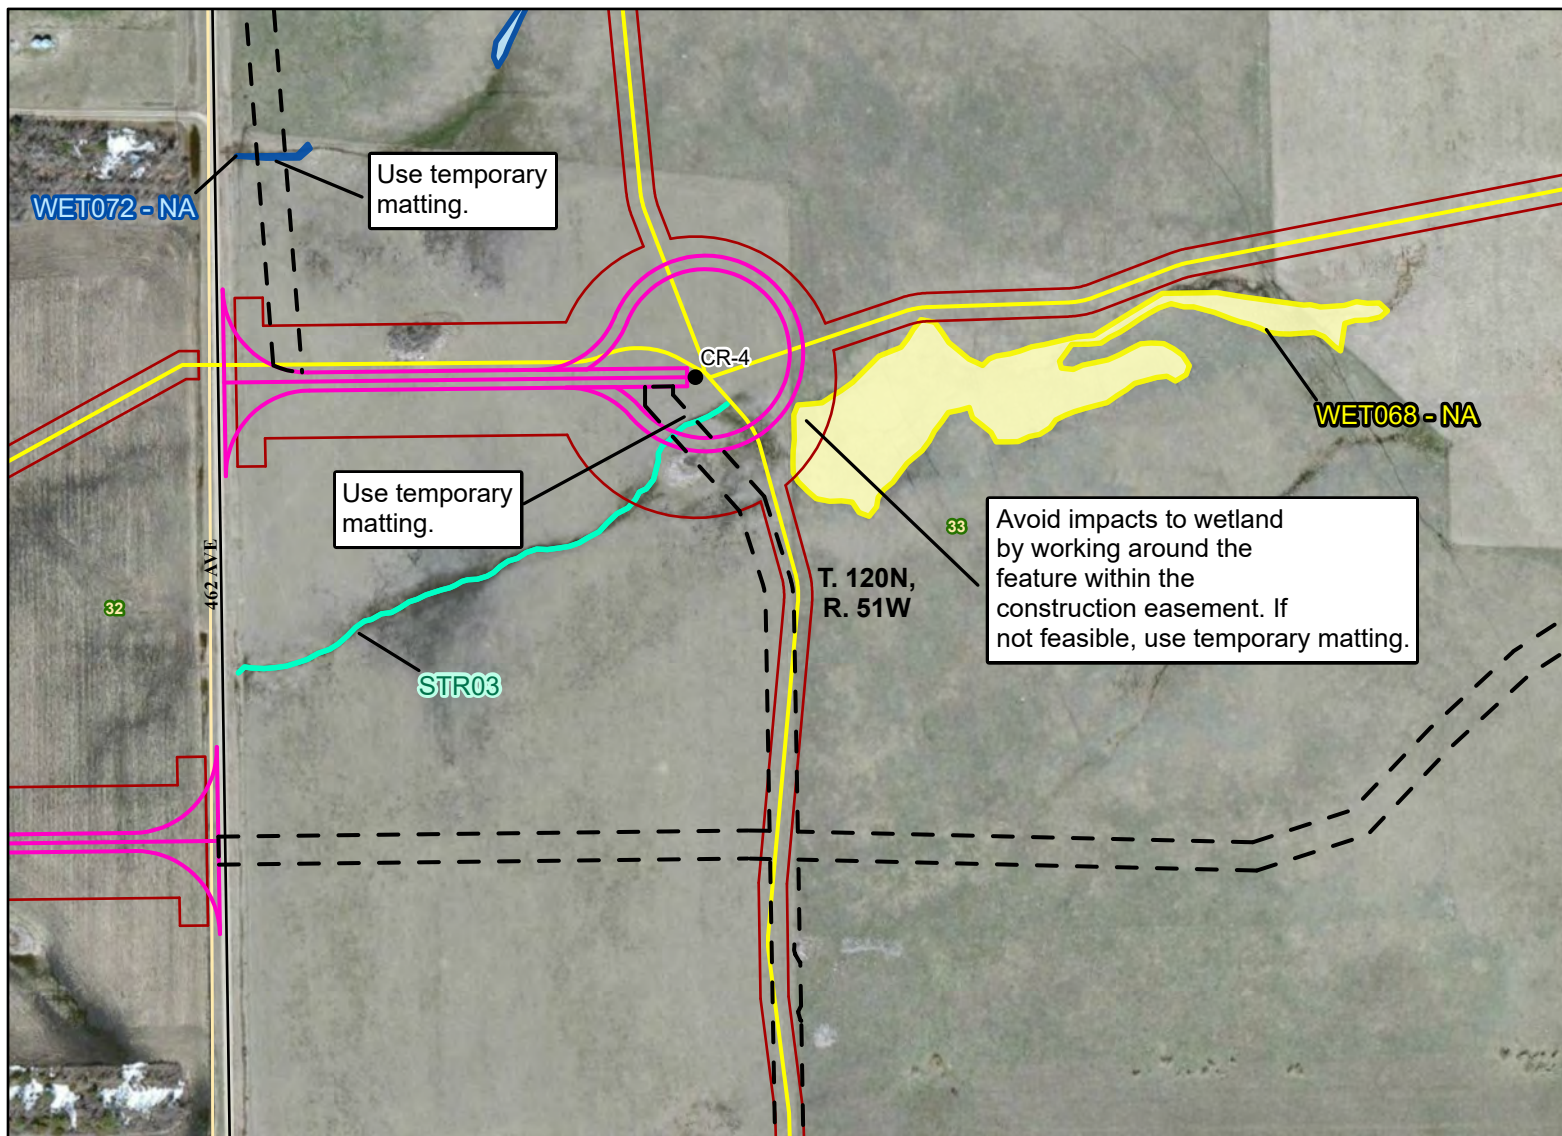 WET072 - NA
Use temporary
matting.
CR-4
WET068 - NA
Use temporary
matting.
Avoid impacts to wetland
by working around the
feature within the
construction easement. If
not feasible, use temporary matting.
33
T. 120N,
R. 51W
462 AVE
32
STR03